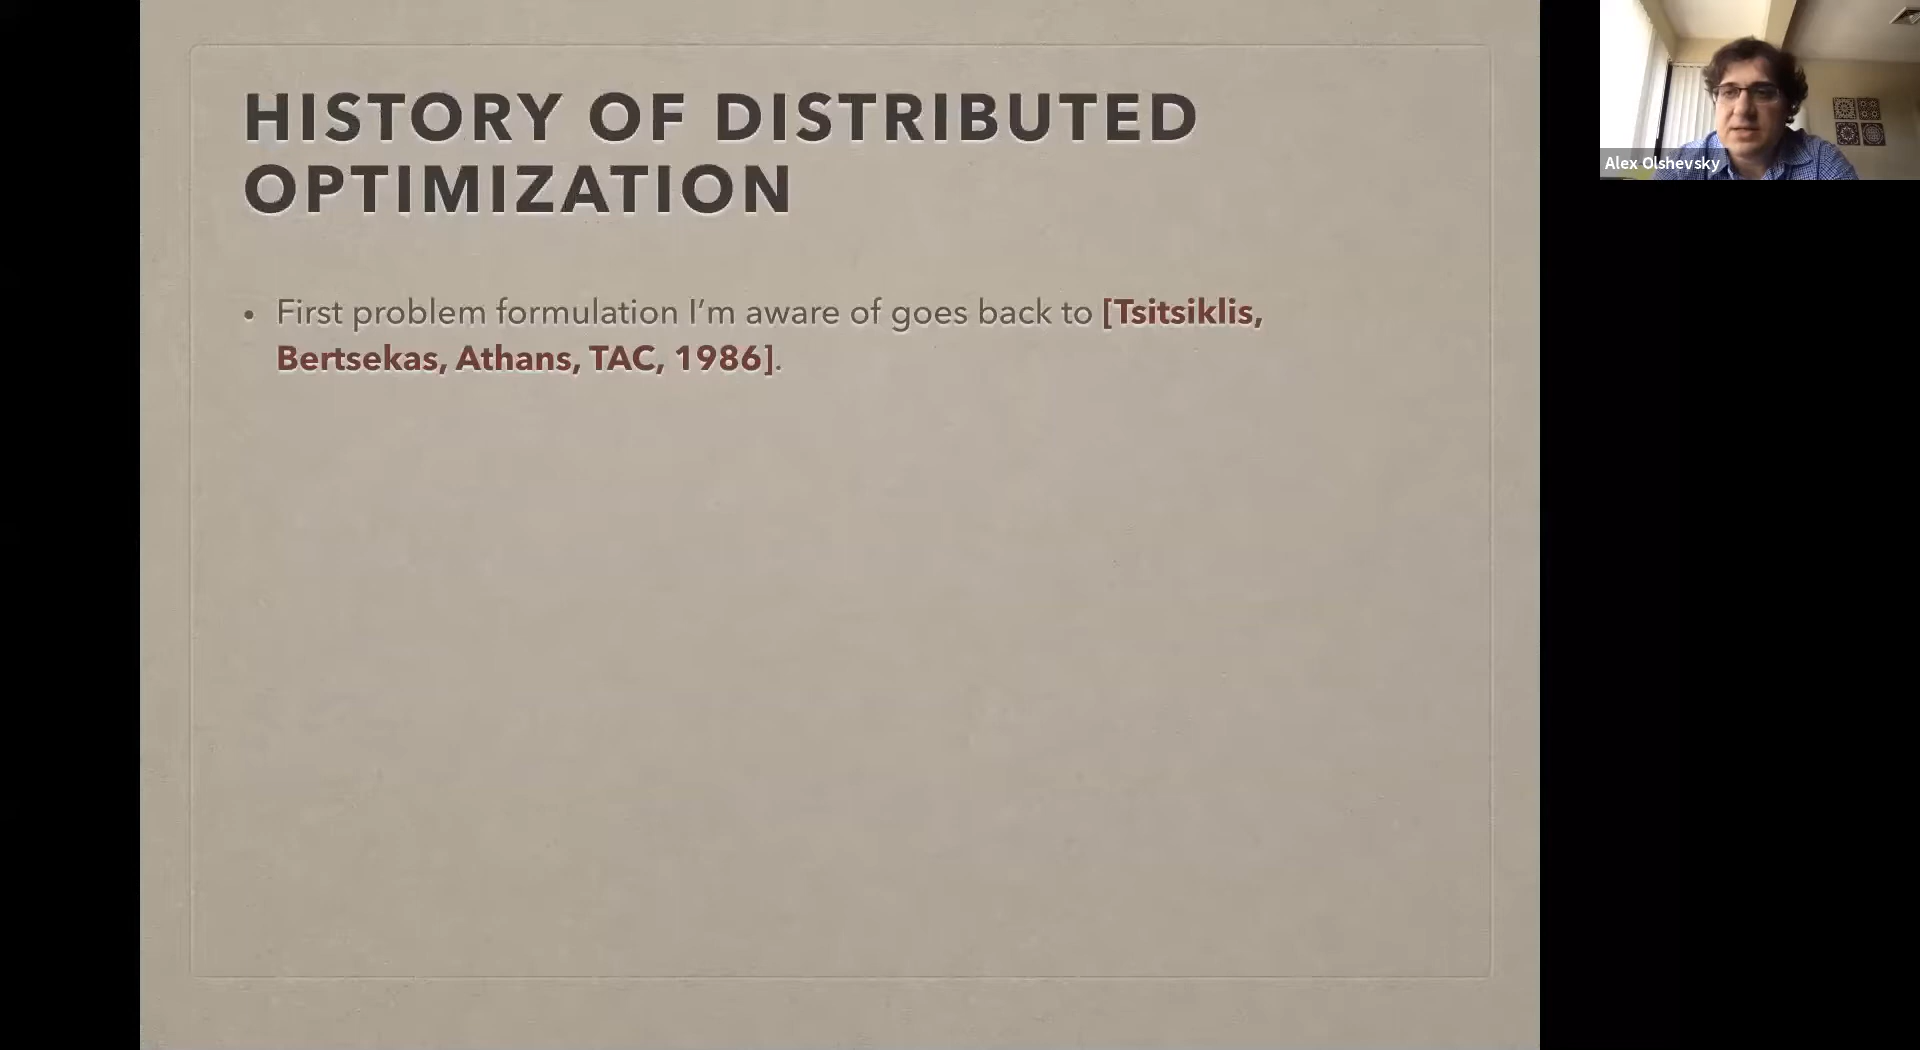 HISTORY OF DISTRIBUTED
OPTIMIZATION
• First problem formulation I’m aware of goes back to [Tsitsiklis,
Bertsekas, Athans, TAC, 1986].
Alex Olshevsky